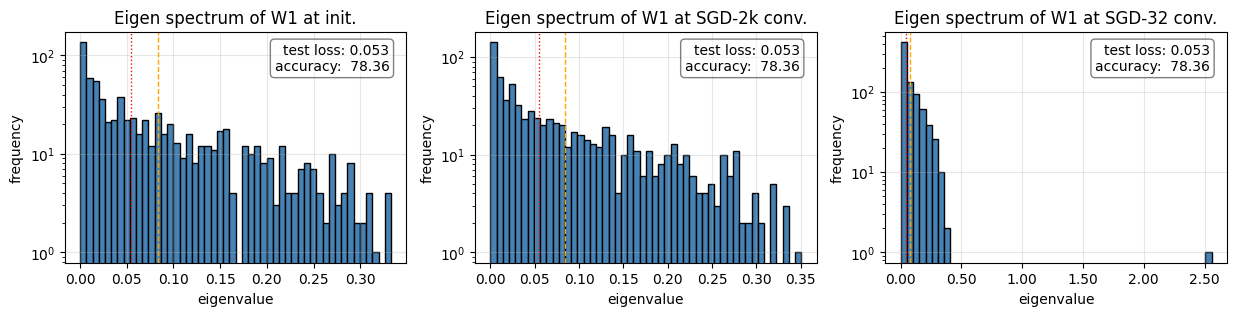 Eigen spectrum of W1 at init.
test loss: 0.053
accuracy:  78.36
frequency
10²
10¹
10⁰
0.00 0.05 0.10 0.15 0.20 0.25 0.30
eigenvalue
Eigen spectrum of W1 at SGD-2k conv.
test loss: 0.053
accuracy:  78.36
frequency
10²
10¹
10⁰
0.00 0.05 0.10 0.15 0.20 0.25 0.30 0.35
eigenvalue
Eigen spectrum of W1 at SGD-32 conv.
test loss: 0.053
accuracy:  78.36
frequency
10²
10¹
10⁰
0.00 0.50 1.00 1.50 2.00 2.50
eigenvalue